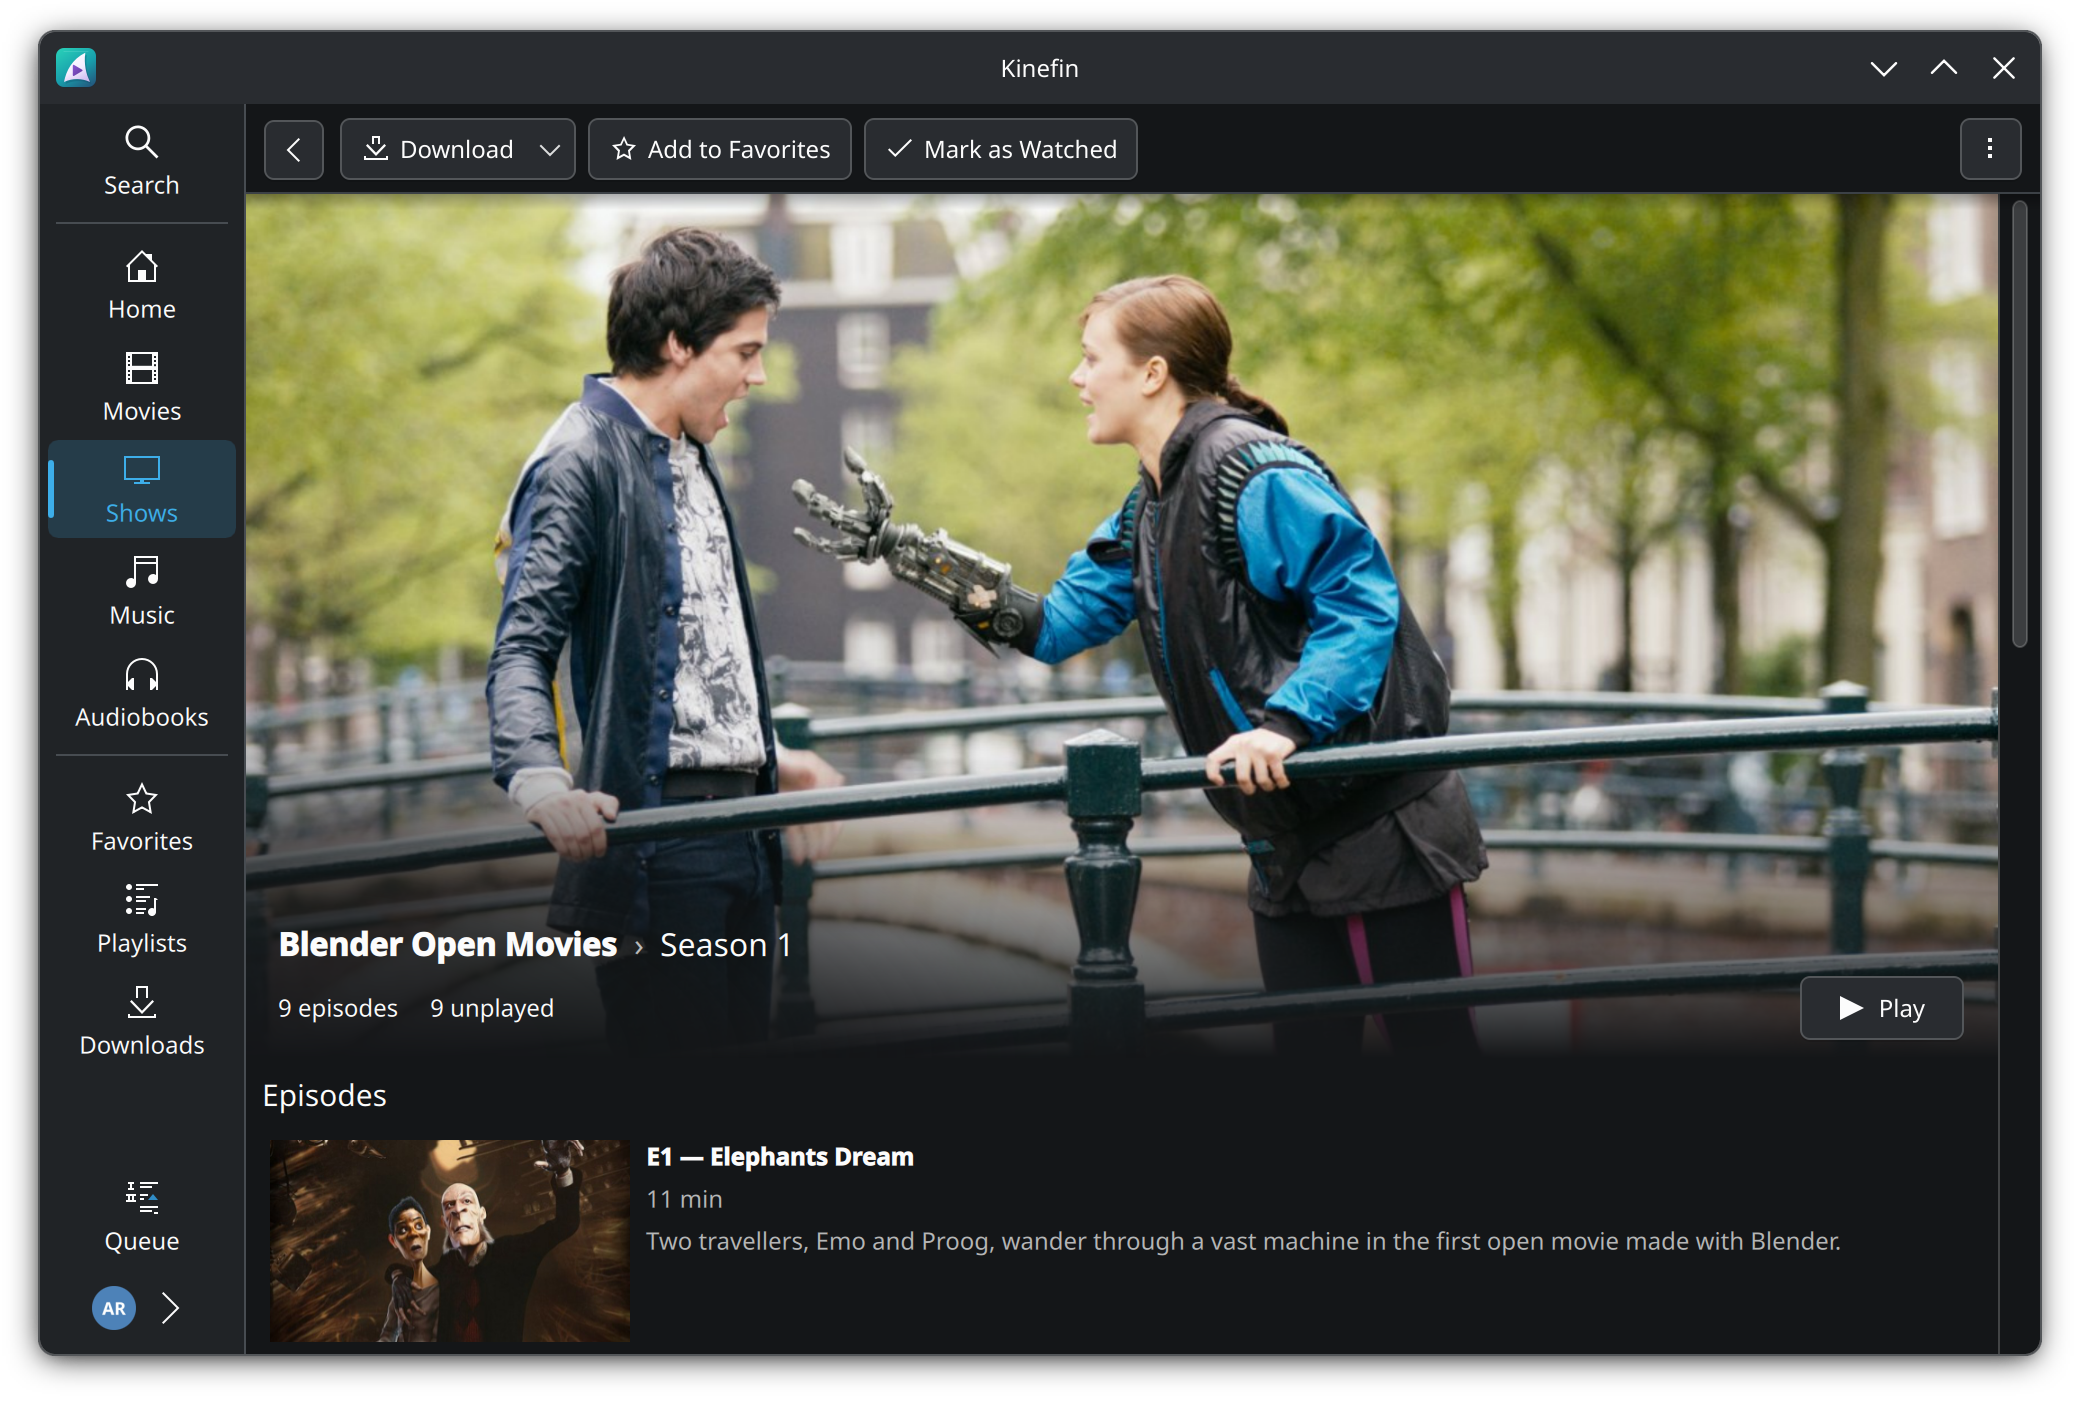 Kinefin
Search
Home
Movies
Shows
Music
Audiobooks
Favorites
Playlists
Downloads
Queue
AR
Download
Add to Favorites
Mark as Watched
Blender Open Movies › Season 1
9 episodes 9 unplayed
Play
Episodes
E1 — Elephants Dream
11 min
Two travellers, Emo and Proog, wander through a vast machine in the first open movie made with Blender.